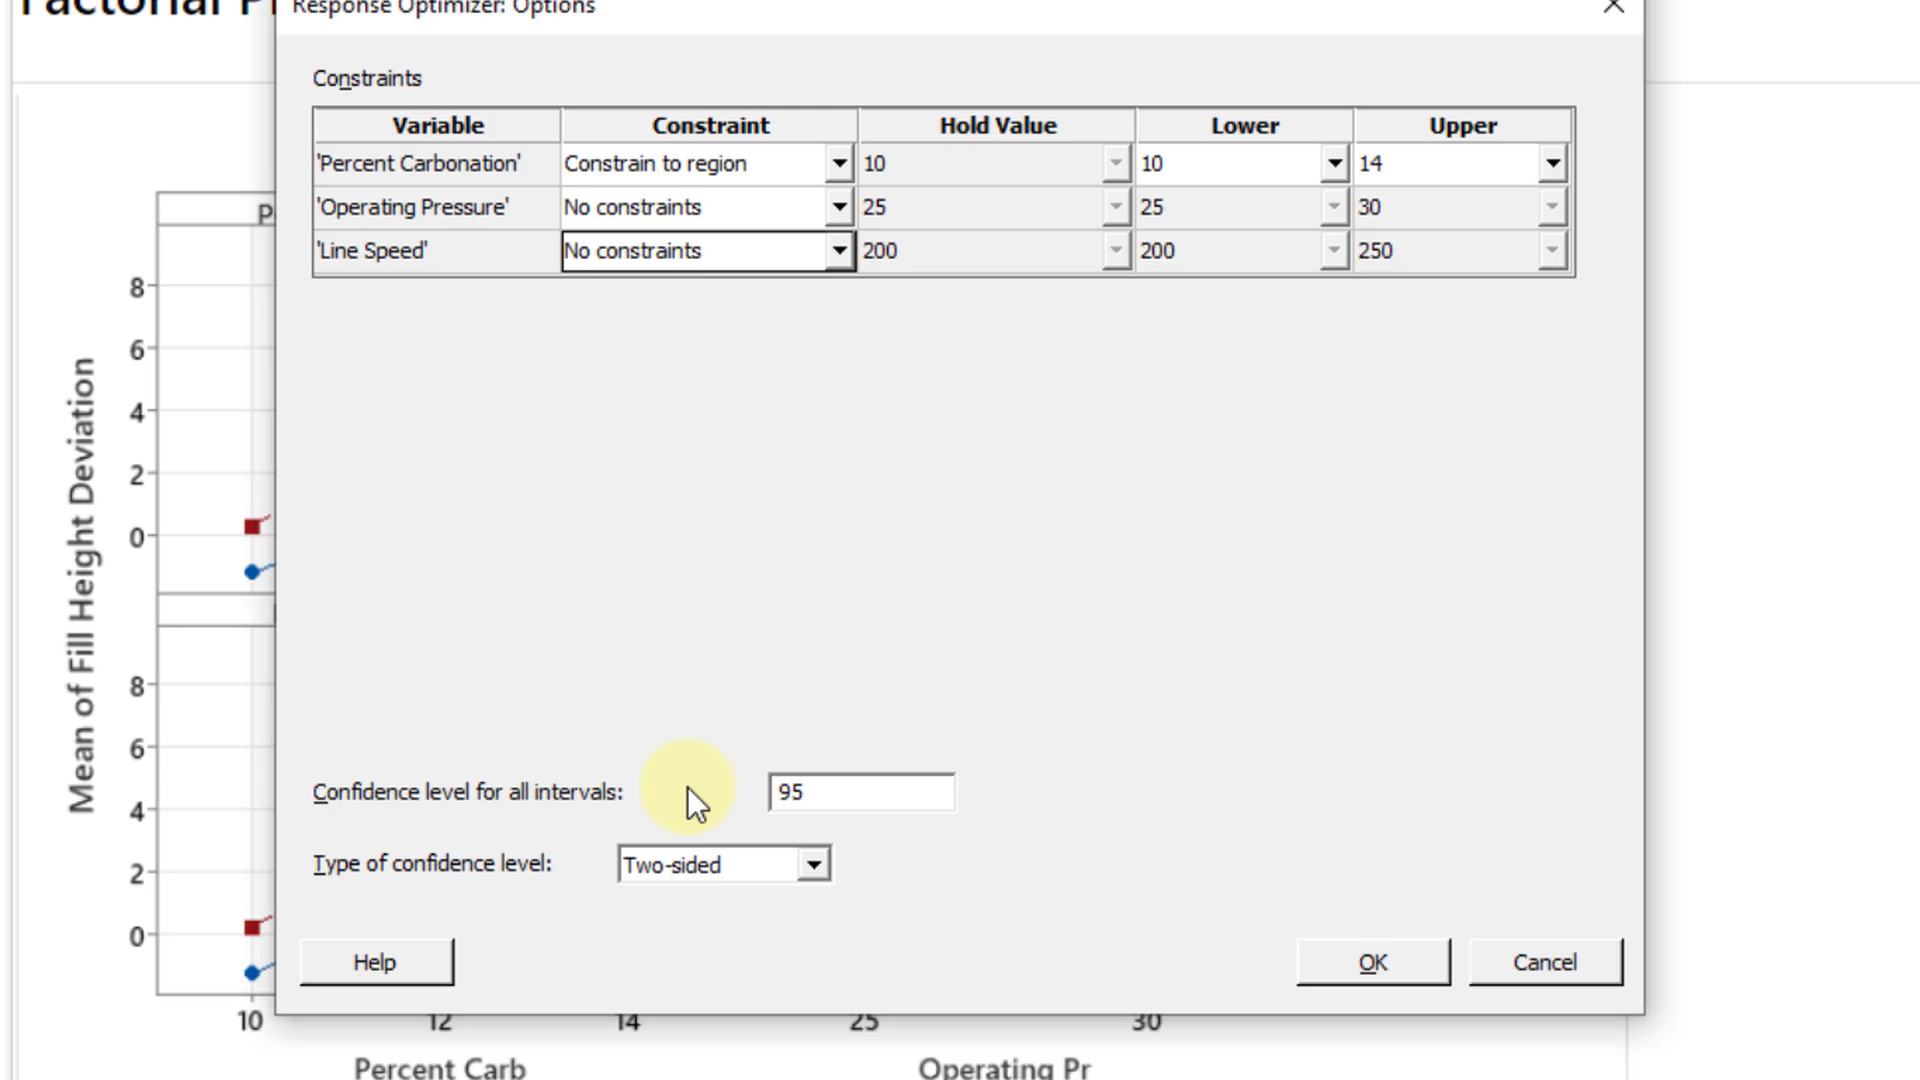 Factorial P
Response Optimizer: Options
Constraints
Variable Constraint Hold Value Lower Upper
'Percent Carbonation' Constrain to region 10 10 14
'Operating Pressure' No constraints 25 25 30
'Line Speed' No constraints 200 200 250
P
8
6
4
2
0
8
6
4
2
0
Mean of Fill Height Deviation
Confidence level for all intervals: 95
Type of confidence level: Two-sided
Help OK Cancel
10 12 14 25 30
Percent Carb Operating Pr